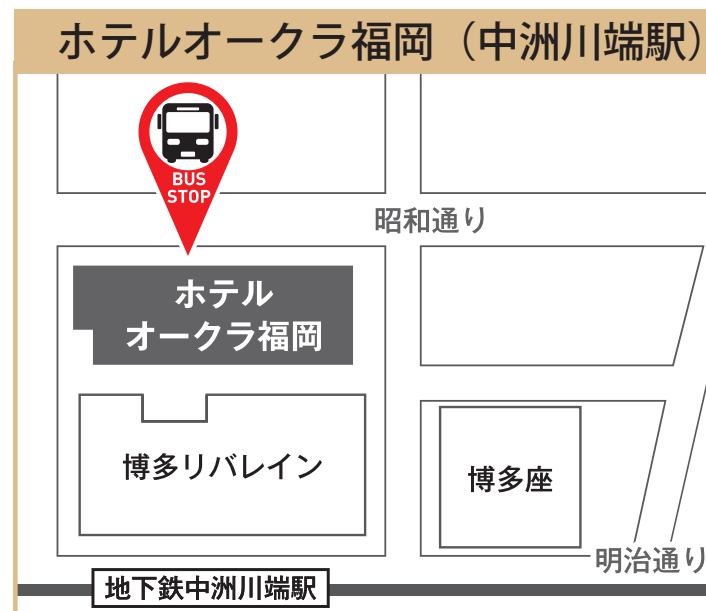 ホテルオークラ福岡（中洲川端駅）
BUS
STOP
昭和通り
ホテル
オークラ福岡
博多リバレイン
博多座
明治通り
地下鉄中洲川端駅